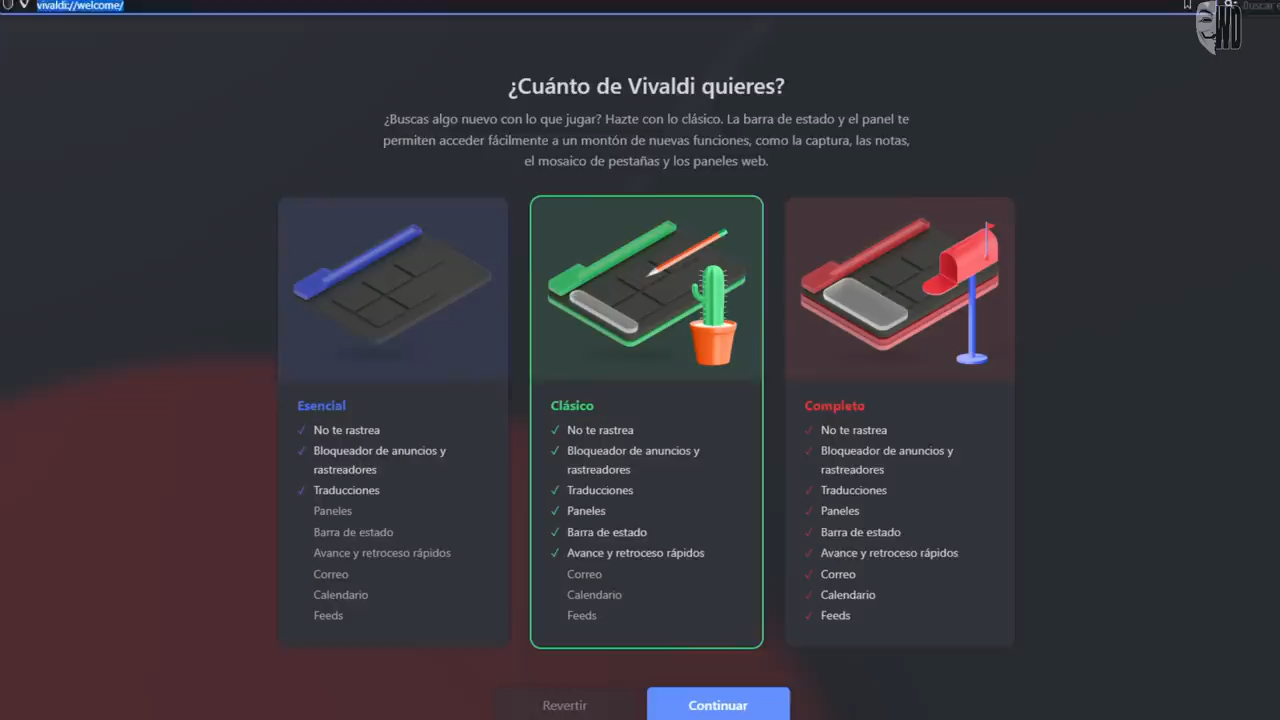 vivaldi://welcome/
Buscar
ND
¿Cuánto de Vivaldi quieres?
¿Buscas algo nuevo con lo que jugar? Hazte con lo clásico. La barra de estado y el panel te
permiten acceder fácilmente a un montón de nuevas funciones, como la captura, las notas,
el mosaico de pestañas y los paneles web.
Esencial
✓ No te rastrea
✓ Bloqueador de anuncios y
rastreadores
✓ Traducciones
Paneles
Barra de estado
Avance y retroceso rápidos
Correo
Calendario
Feeds
Clásico
✓ No te rastrea
✓ Bloqueador de anuncios y
rastreadores
✓ Traducciones
✓ Paneles
✓ Barra de estado
✓ Avance y retroceso rápidos
Correo
Calendario
Feeds
Completo
✓ No te rastrea
✓ Bloqueador de anuncios y
rastreadores
✓ Traducciones
✓ Paneles
✓ Barra de estado
✓ Avance y retroceso rápidos
✓ Correo
✓ Calendario
✓ Feeds
Revertir
Continuar